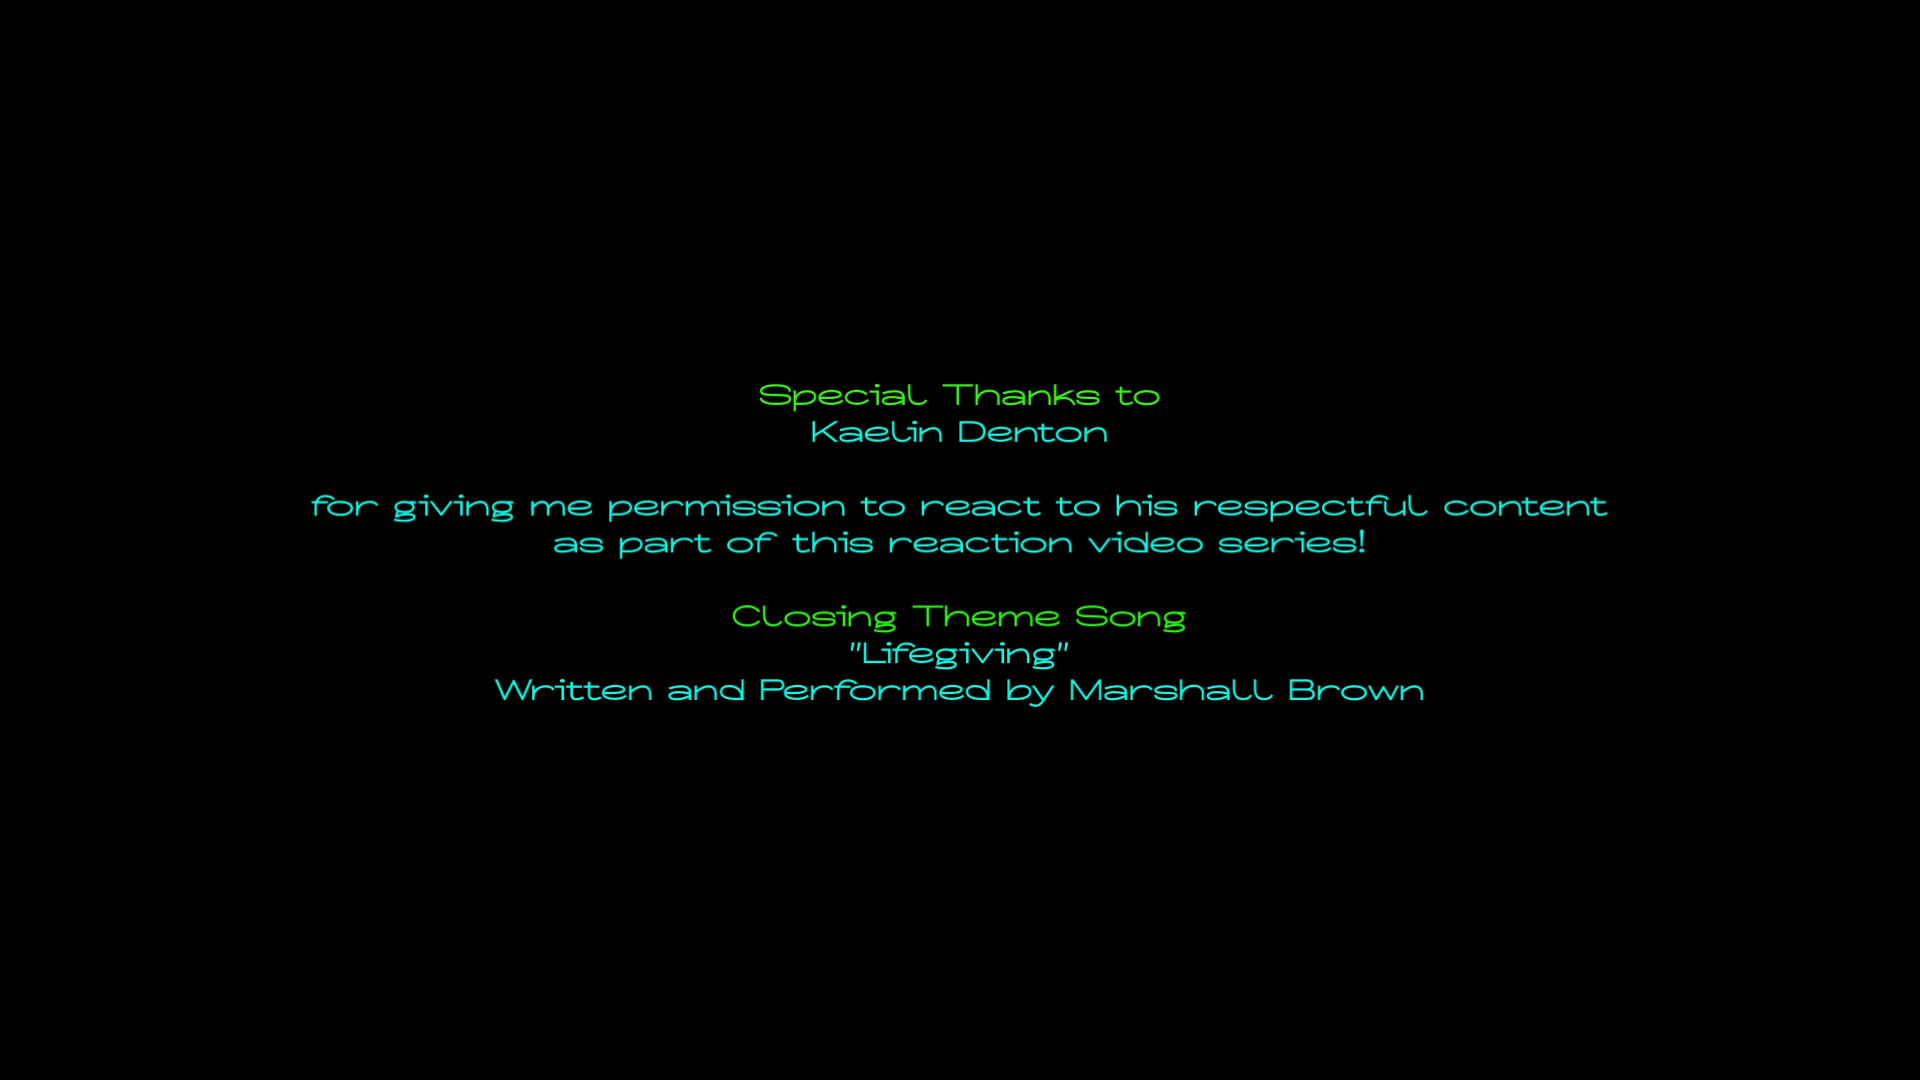 Special Thanks to
Kaelin Denton
for giving me permission to react to his respectful content
as part of this reaction video series!
Closing Theme Song
"Lifegiving"
Written and Performed by Marshall Brown